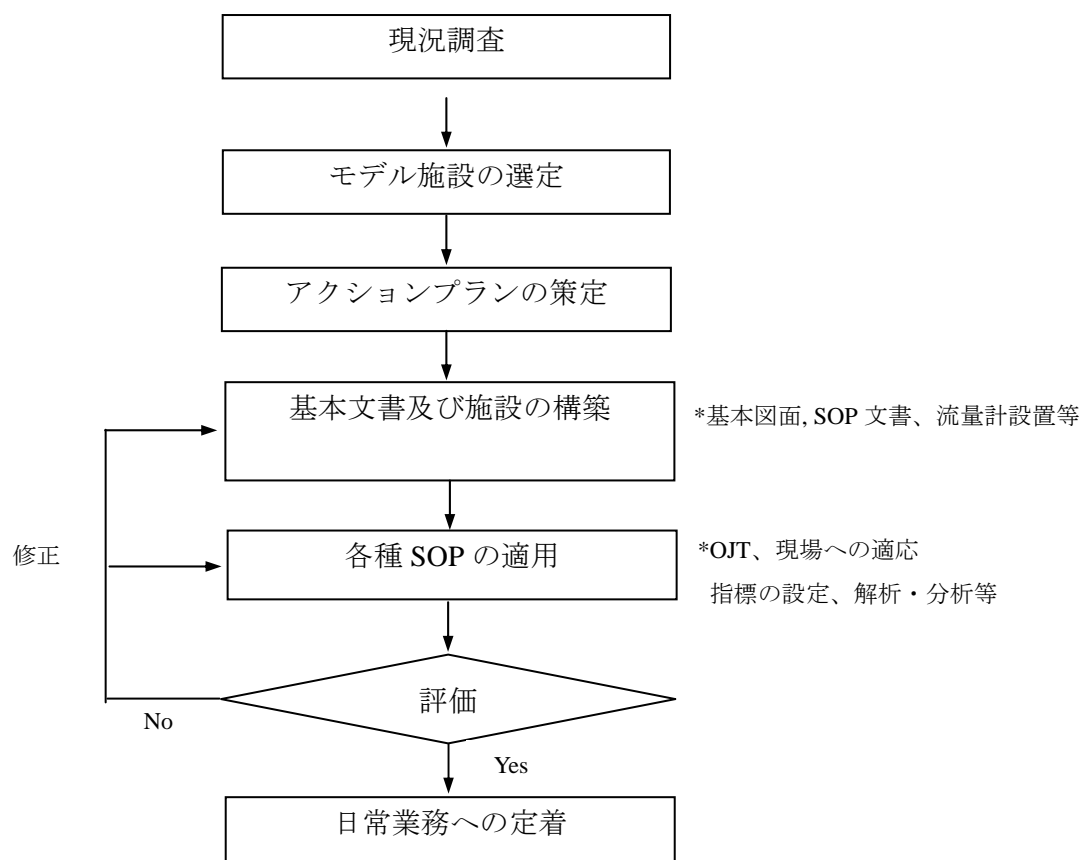 現況調査
モデル施設の選定
アクションプランの策定
基本文書及び施設の構築
*基本図面, SOP 文書、流量計設置等
修正
各種 SOP の適用
*OJT、現場への適応
指標の設定、解析・分析等
評価
No
Yes
日常業務への定着